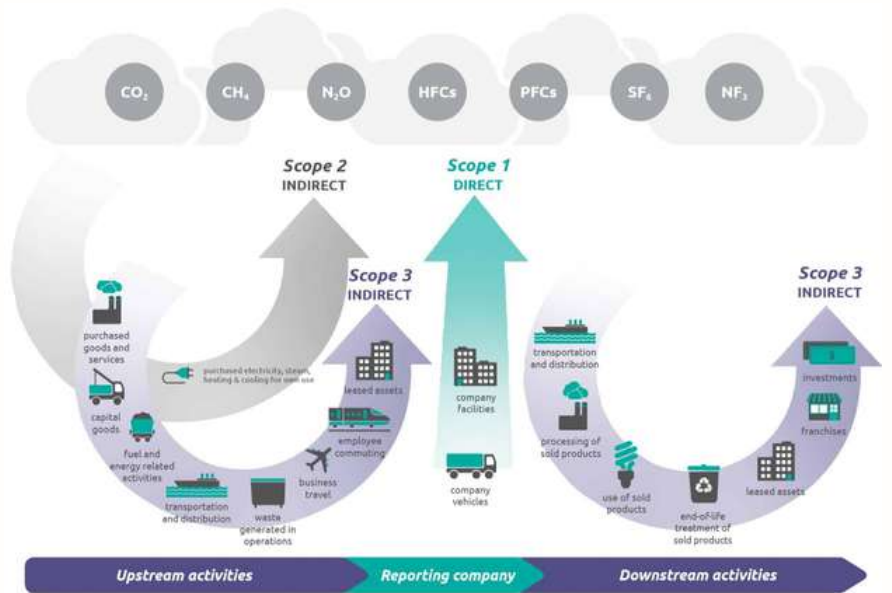 CO₂
CH₄
N₂O
HFCs
PFCs
SF₆
NF₃
Scope 2
INDIRECT
Scope 1
DIRECT
Scope 3
INDIRECT
Scope 3
INDIRECT
purchased
goods and
services
capital
goods
fuel and
energy related
activities
transportation
and distribution
waste
generated in
operations
business
travel
employee
commuting
leased assets
purchased electricity, steam,
heating & cooling for own use
company
facilities
company
vehicles
transportation
and distribution
processing of
sold products
use of sold
products
end-of-life
treatment of
sold products
leased assets
franchises
investments
Upstream activities
Reporting company
Downstream activities